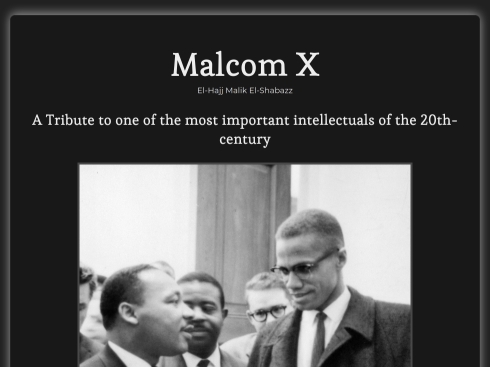 Malcom X
El-Hajj Malik El-Shabazz
A Tribute to one of the most important intellectuals of the 20th-
century